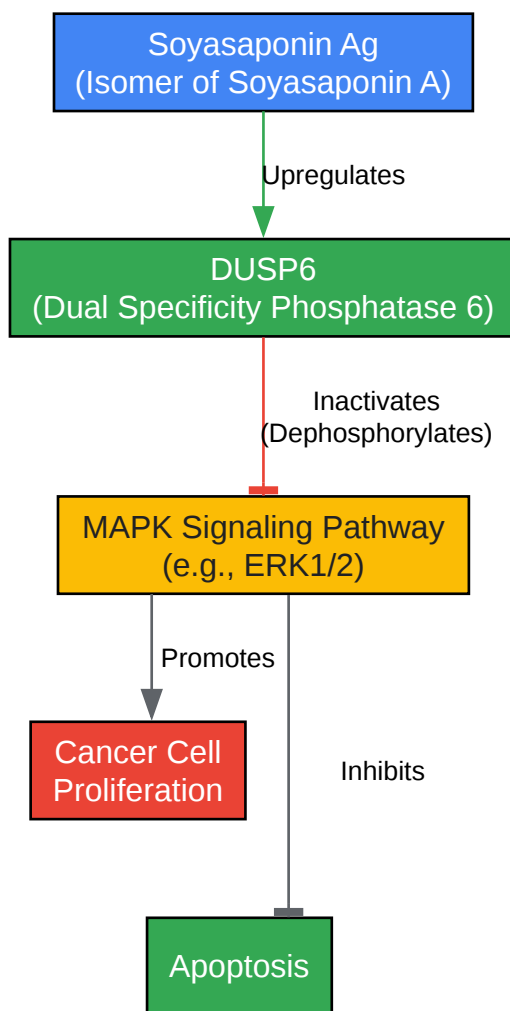 Soyasaponin Ag
(Isomer of Soyasaponin A)
Upregulates
DUSP6
(Dual Specificity Phosphatase 6)
Inactivates
(Dephosphorylates)
MAPK Signaling Pathway
(e.g., ERK1/2)
Promotes
Cancer Cell
Proliferation
Inhibits
Apoptosis